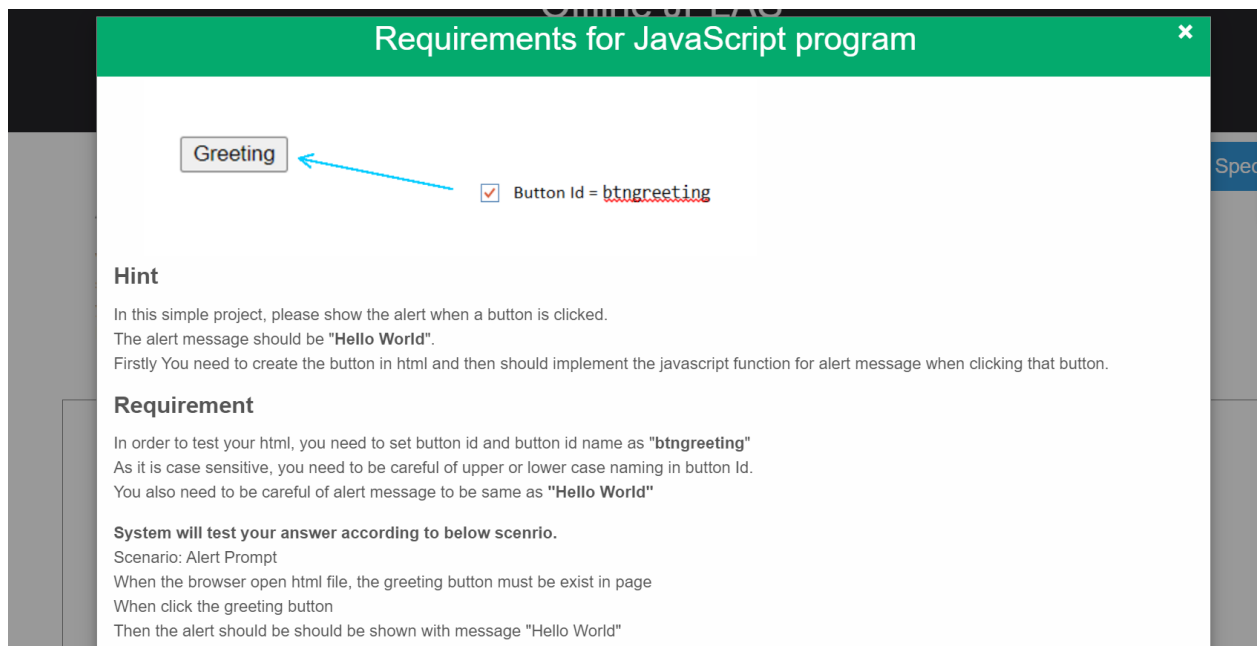 Requirements for JavaScript program
Spec
Greeting
Button Id = btngreeting
Hint
In this simple project, please show the alert when a button is clicked.
The alert message should be "Hello World".
Firstly You need to create the button in html and then should implement the javascript function for alert message when clicking that button.
Requirement
In order to test your html, you need to set button id and button id name as "btngreeting"
As it is case sensitive, you need to be careful of upper or lower case naming in button Id.
You also need to be careful of alert message to be same as "Hello World"
System will test your answer according to below scenrio.
Scenario: Alert Prompt
When the browser open html file, the greeting button must be exist in page
When click the greeting button
Then the alert should be should be shown with message "Hello World"